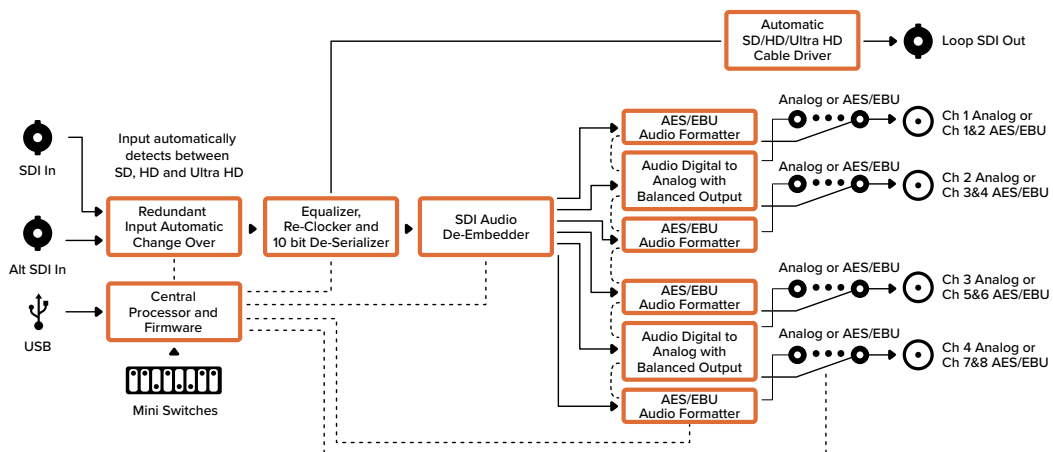 Automatic
SD/HD/Ultra HD
Cable Driver
Loop SDI Out
SDI In
Input automatically
detects between
SD, HD and Ultra HD
Alt SDI In
Redundant
Input Automatic
Change Over
Equalizer,
Re-Clocker and
10 bit De-Serializer
SDI Audio
De-Embedder
USB
Central
Processor and
Firmware
Mini Switches
AES/EBU
Audio Formatter
Audio Digital to
Analog with
Balanced Output
AES/EBU
Audio Formatter
AES/EBU
Audio Formatter
Audio Digital to
Analog with
Balanced Output
AES/EBU
Audio Formatter
Analog or AES/EBU
Ch 1 Analog or
Ch 1&2 AES/EBU
Analog or AES/EBU
Ch 2 Analog or
Ch 3&4 AES/EBU
Analog or AES/EBU
Ch 3 Analog or
Ch 5&6 AES/EBU
Analog or AES/EBU
Ch 4 Analog or
Ch 7&8 AES/EBU